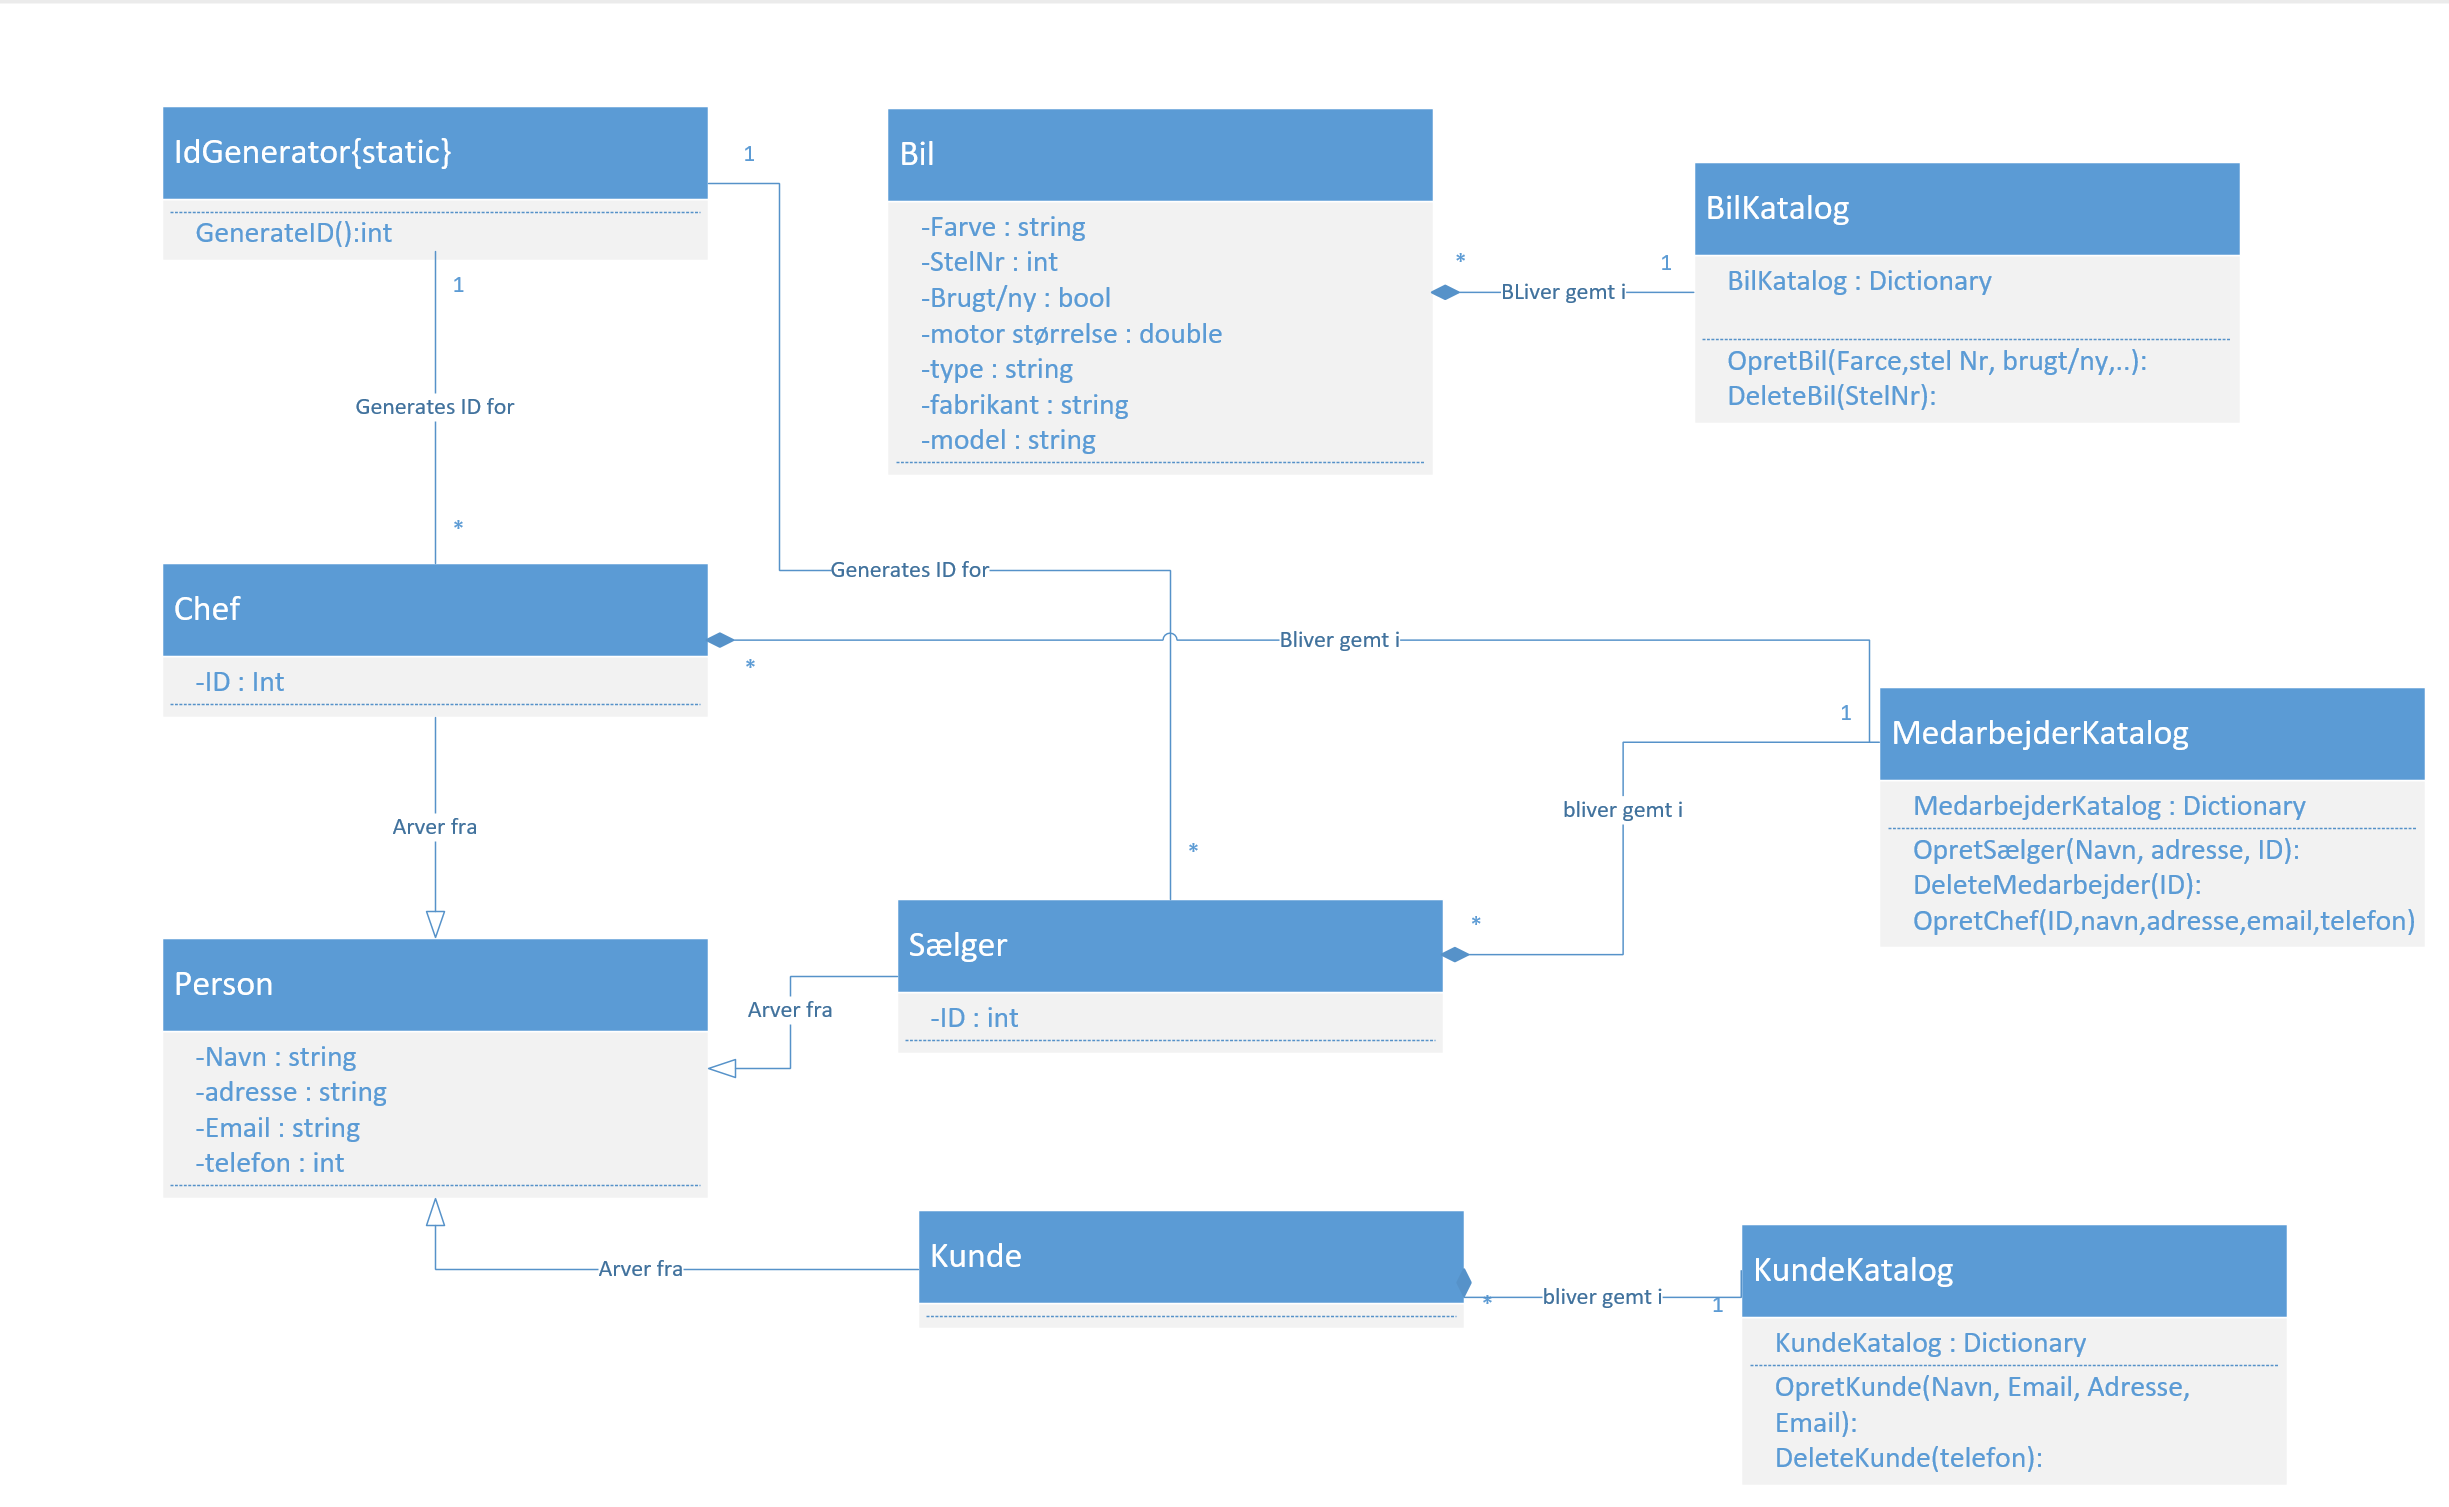 IdGenerator{static}
GenerateID():int
1
1
Generates ID for
*
Bil
-Farve : string
-StelNr : int
-Brugt/ny : bool
-motor størrelse : double
-type : string
-fabrikant : string
-model : string
*
BLiver gemt i
1
BilKatalog
BilKatalog : Dictionary
OpretBil(Farce,stel Nr, brugt/ny,..):
DeleteBil(StelNr):
Generates ID for
*
Chef
-ID : Int
*
Bliver gemt i
1
MedarbejderKatalog
MedarbejderKatalog : Dictionary
OpretSælger(Navn, adresse, ID):
DeleteMedarbejder(ID):
OpretChef(ID,navn,adresse,email,telefon)
bliver gemt i
*
Arver fra
Sælger
-ID : int
Arver fra
Person
-Navn : string
-adresse : string
-Email : string
-telefon : int
Arver fra
Kunde
*
bliver gemt i
1
KundeKatalog
KundeKatalog : Dictionary
OpretKunde(Navn, Email, Adresse,
Email):
DeleteKunde(telefon):